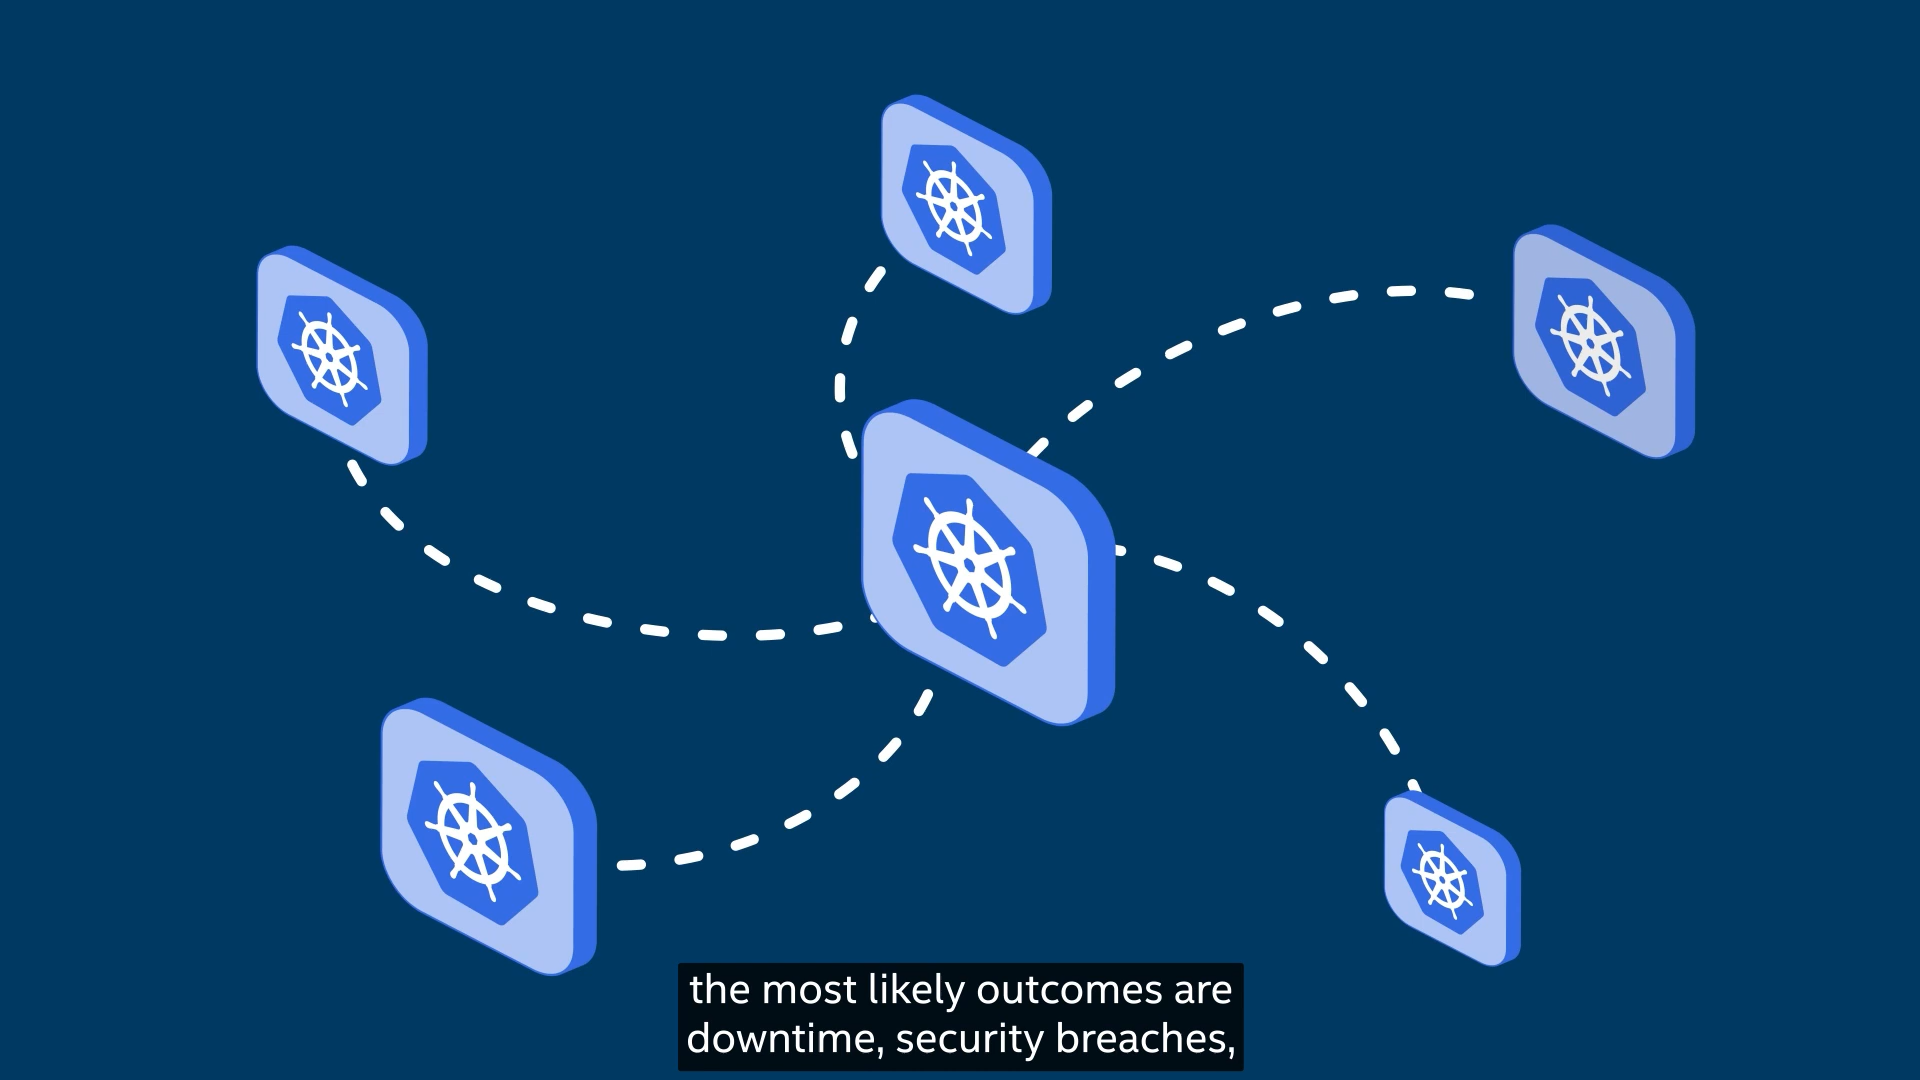 the most likely outcomes are
downtime, security breaches,